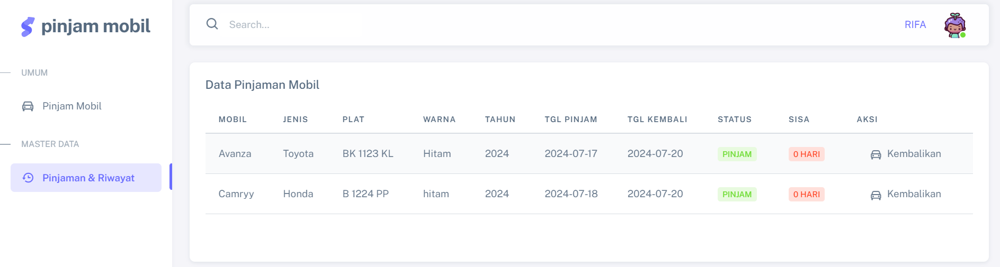 pinjam mobil
UMUM
Pinjam Mobil
MASTER DATA
Pinjaman & Riwayat
Search...
RIFA
Data Pinjaman Mobil
MOBIL JENIS PLAT WARNA TAHUN TGL PINJAM TGL KEMBALI STATUS SISA AKSI
Avanza Toyota BK 1123 KL Hitam 2024 2024-07-17 2024-07-20 PINJAM 0 HARI Kembalikan
Camryy Honda B 1224 PP hitam 2024 2024-07-18 2024-07-20 PINJAM 0 HARI Kembalikan